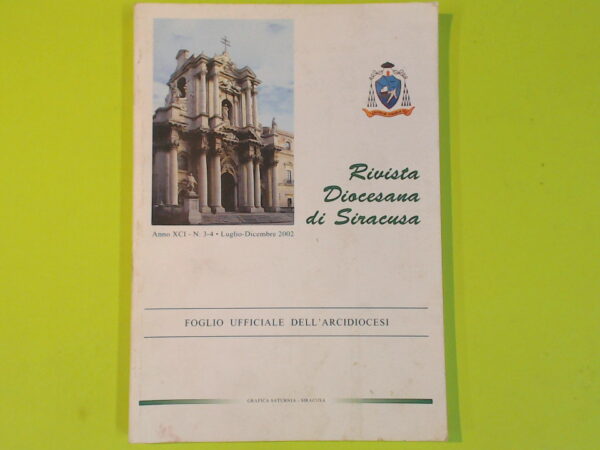 Rivista
Diocesana
di Siracusa
Anno XCI - N. 3-4 • Luglio-Dicembre 2002
FOGLIO UFFICIALE DELL'ARCIDIOCESI
GRAFICA SATURNIA - SIRACUSA